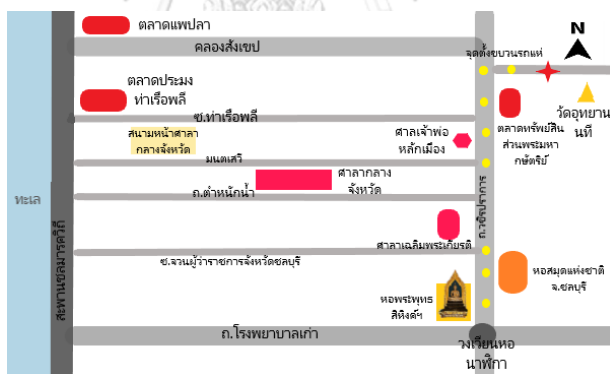 ตลาดแพปลา
คลองสังเขป
N
จุดตั้งขบวนรถแห่
ตลาดประมง
ท่าเรือพลี
ซ.ท่าเรือพลี
วัดอุทยาน
นที
สนามหน้าศาลา
กลางจังหวัด
ศาลเจ้าพ่อ
หลักเมือง
ตลาดทรัพย์สิน
ส่วนพระมหา
กษัตริย์
มนตเสวี
ศาลากลาง
จังหวัด
ทะเล
ถ.ตำหนักน้ำ
ถ.วชิรปราการ
สะพานชลมารควิถี
ศาลาเฉลิมพระเกียรติ
ซ.จวนผู้ว่าราชการจังหวัดชลบุรี
หอสมุดแห่งชาติ
จ.ชลบุรี
หอพระพุทธ
สิหิงค์ฯ
ถ.โรงพยาบาลเก่า
วงเวียนหอ
นาฬิกา